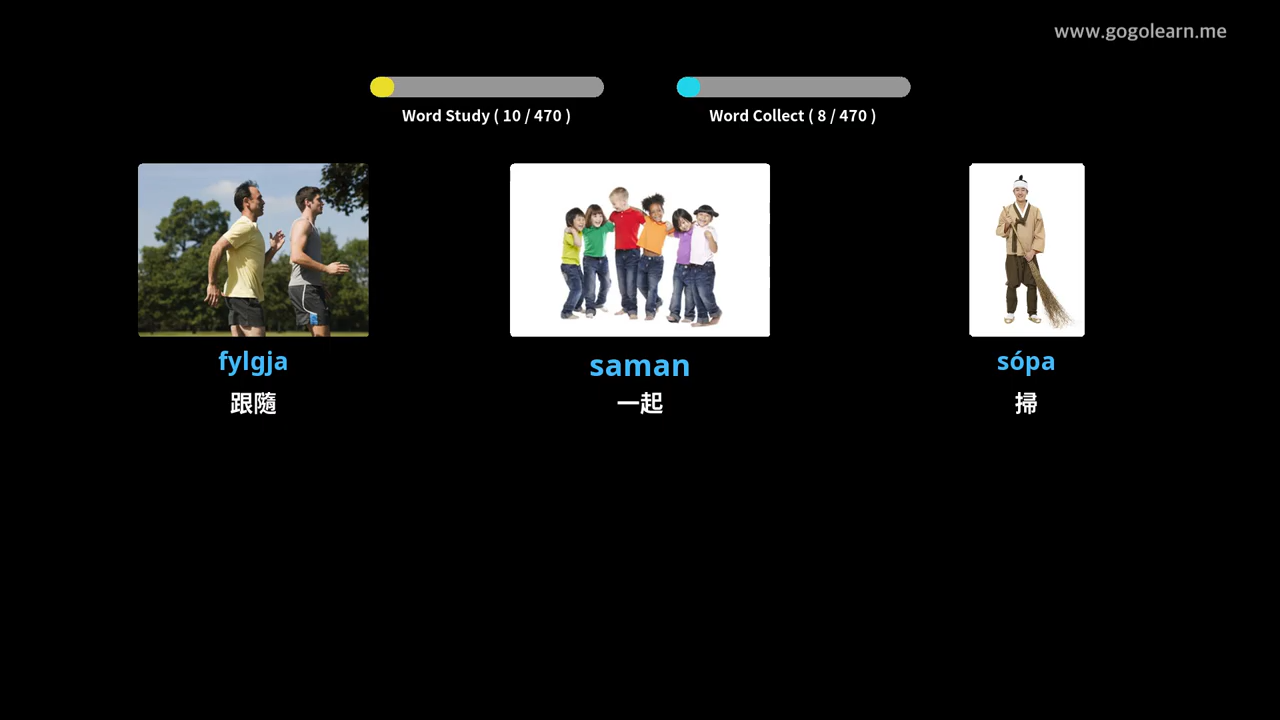 www.gogolearn.me
Word Study ( 10 / 470 )
Word Collect ( 8 / 470 )
fylgja
saman
sópa
跟隨
一起
掃